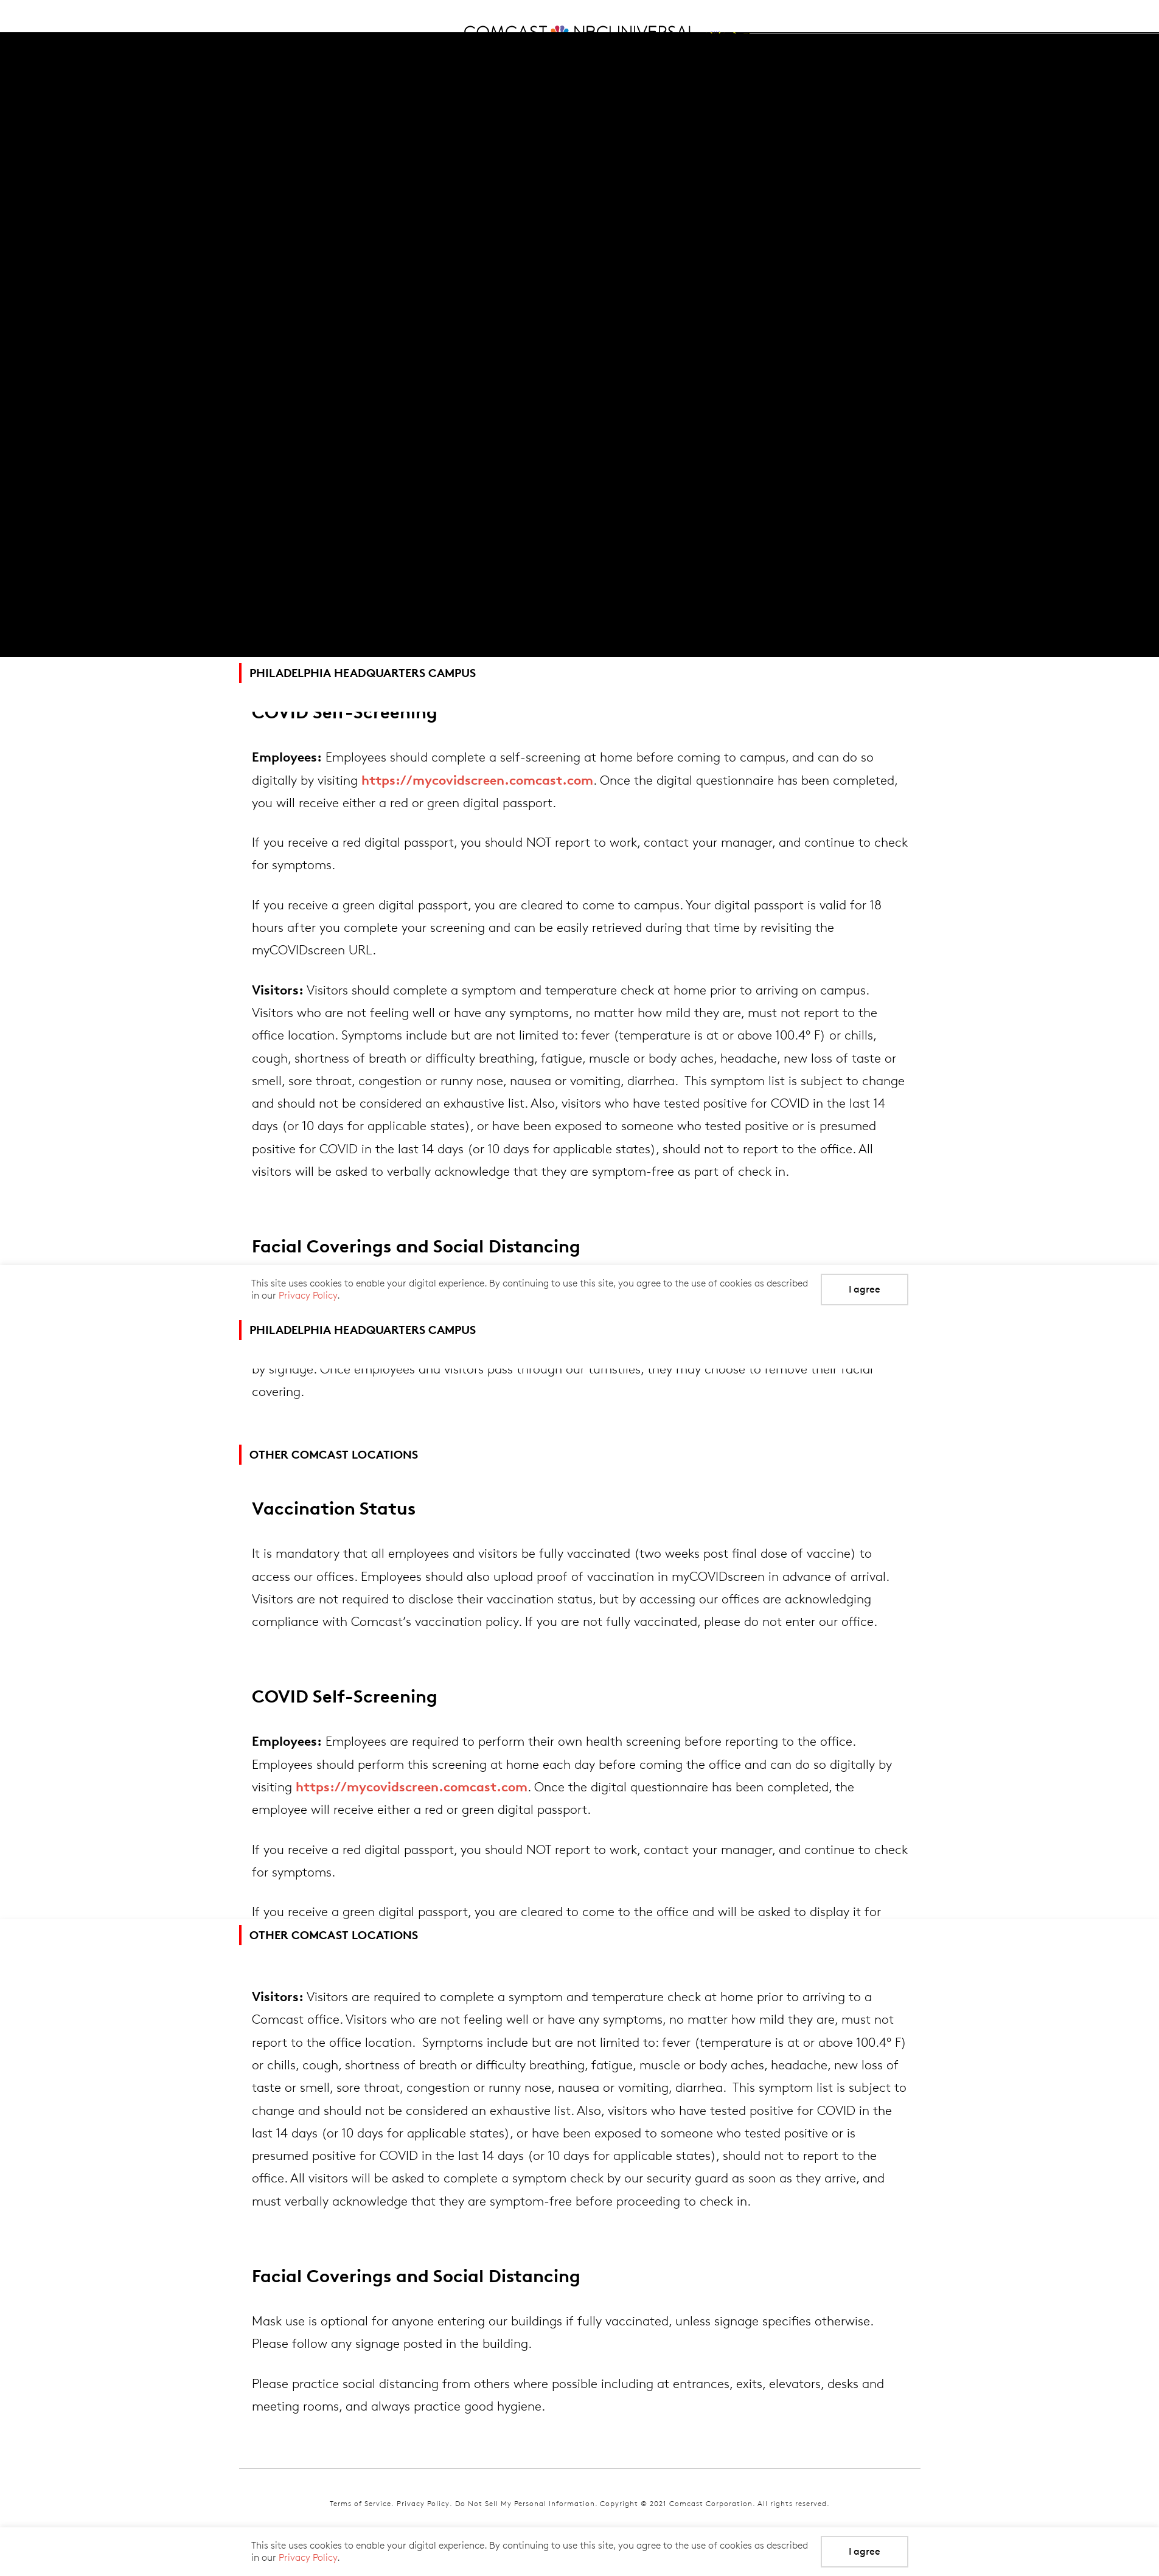 COMCAST NBCUNIVERSAL
PHILADELPHIA HEADQUARTERS CAMPUS
COVID Self-Screening
Employees: Employees should complete a self-screening at home before coming to campus, and can do so
digitally by visiting https://mycovidscreen.comcast.com. Once the digital questionnaire has been completed,
you will receive either a red or green digital passport.
If you receive a red digital passport, you should NOT report to work, contact your manager, and continue to check
for symptoms.
If you receive a green digital passport, you are cleared to come to campus. Your digital passport is valid for 18
hours after you complete your screening and can be easily retrieved during that time by revisiting the
myCOVIDscreen URL.
Visitors: Visitors should complete a symptom and temperature check at home prior to arriving on campus.
Visitors who are not feeling well or have any symptoms, no matter how mild they are, must not report to the
office location. Symptoms include but are not limited to: fever (temperature is at or above 100.4° F) or chills,
cough, shortness of breath or difficulty breathing, fatigue, muscle or body aches, headache, new loss of taste or
smell, sore throat, congestion or runny nose, nausea or vomiting, diarrhea.  This symptom list is subject to change
and should not be considered an exhaustive list. Also, visitors who have tested positive for COVID in the last 14
days (or 10 days for applicable states), or have been exposed to someone who tested positive or is presumed
positive for COVID in the last 14 days (or 10 days for applicable states), should not to report to the office. All
visitors will be asked to verbally acknowledge that they are symptom-free as part of check in.
Facial Coverings and Social Distancing
This site uses cookies to enable your digital experience. By continuing to use this site, you agree to the use of cookies as described
in our Privacy Policy.
I agree
PHILADELPHIA HEADQUARTERS CAMPUS
by signage. Once employees and visitors pass through our turnstiles, they may choose to remove their facial
covering.
OTHER COMCAST LOCATIONS
Vaccination Status
It is mandatory that all employees and visitors be fully vaccinated (two weeks post final dose of vaccine) to
access our offices. Employees should also upload proof of vaccination in myCOVIDscreen in advance of arrival.
Visitors are not required to disclose their vaccination status, but by accessing our offices are acknowledging
compliance with Comcast’s vaccination policy. If you are not fully vaccinated, please do not enter our office.
COVID Self-Screening
Employees: Employees are required to perform their own health screening before reporting to the office.
Employees should perform this screening at home each day before coming the office and can do so digitally by
visiting https://mycovidscreen.comcast.com. Once the digital questionnaire has been completed, the
employee will receive either a red or green digital passport.
If you receive a red digital passport, you should NOT report to work, contact your manager, and continue to check
for symptoms.
If you receive a green digital passport, you are cleared to come to the office and will be asked to display it for
OTHER COMCAST LOCATIONS
Visitors: Visitors are required to complete a symptom and temperature check at home prior to arriving to a
Comcast office. Visitors who are not feeling well or have any symptoms, no matter how mild they are, must not
report to the office location.  Symptoms include but are not limited to: fever (temperature is at or above 100.4° F)
or chills, cough, shortness of breath or difficulty breathing, fatigue, muscle or body aches, headache, new loss of
taste or smell, sore throat, congestion or runny nose, nausea or vomiting, diarrhea.  This symptom list is subject to
change and should not be considered an exhaustive list. Also, visitors who have tested positive for COVID in the
last 14 days (or 10 days for applicable states), or have been exposed to someone who tested positive or is
presumed positive for COVID in the last 14 days (or 10 days for applicable states), should not to report to the
office. All visitors will be asked to complete a symptom check by our security guard as soon as they arrive, and
must verbally acknowledge that they are symptom-free before proceeding to check in.
Facial Coverings and Social Distancing
Mask use is optional for anyone entering our buildings if fully vaccinated, unless signage specifies otherwise.
Please follow any signage posted in the building.
Please practice social distancing from others where possible including at entrances, exits, elevators, desks and
meeting rooms, and always practice good hygiene.
Terms of Service. Privacy Policy. Do Not Sell My Personal Information. Copyright © 2021 Comcast Corporation. All rights reserved.
This site uses cookies to enable your digital experience. By continuing to use this site, you agree to the use of cookies as described
in our Privacy Policy.
I agree